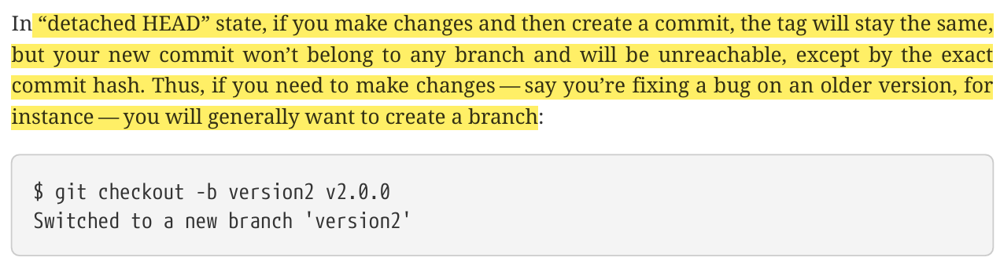 In “detached HEAD” state, if you make changes and then create a commit, the tag will stay the same,
but your new commit won’t belong to any branch and will be unreachable, except by the exact
commit hash. Thus, if you need to make changes — say you’re fixing a bug on an older version, for
instance — you will generally want to create a branch:
$ git checkout -b version2 v2.0.0
Switched to a new branch 'version2'